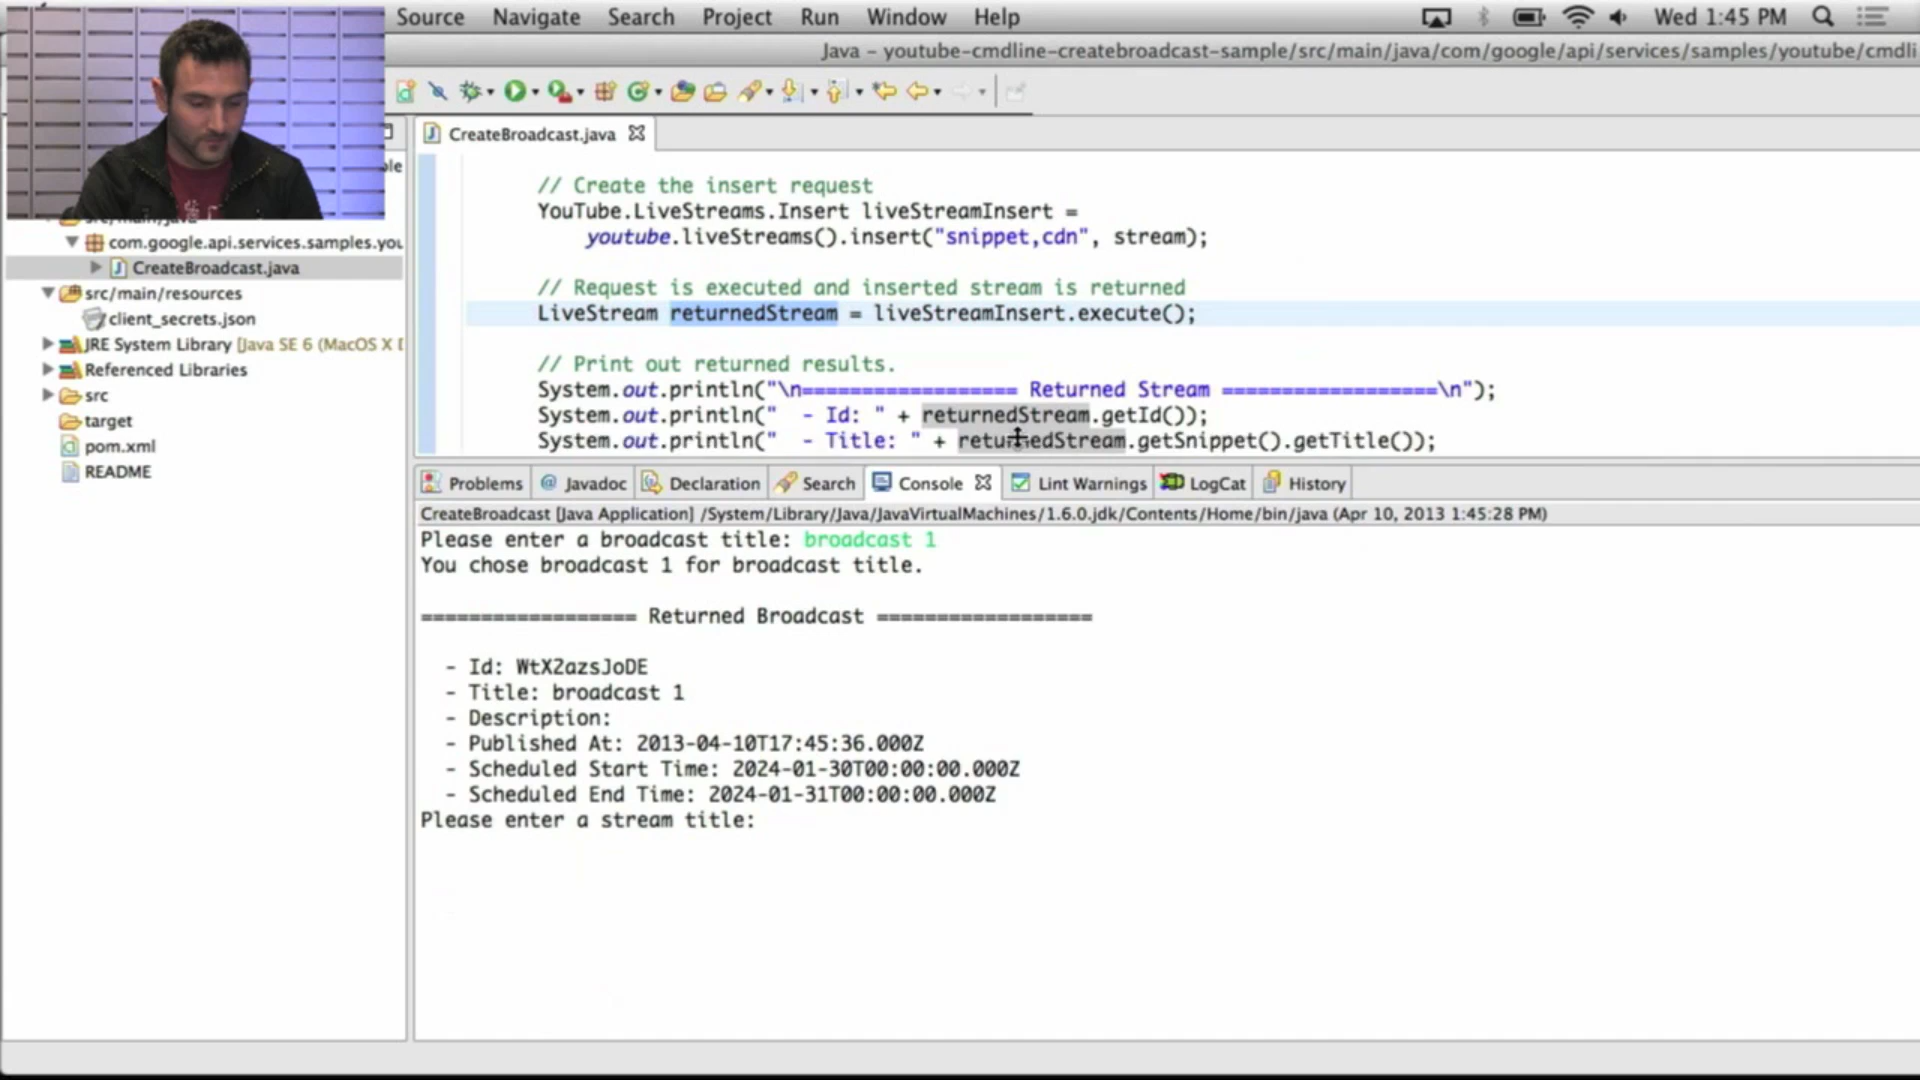 Source Navigate Search Project Run Window Help Wed 1:45 PM
Java - youtube-cmdline-createbroadcast-sample/src/main/java/com/google/api/services/samples/youtube/cmdli
CreateBroadcast.java
ple
src/main/java
com.google.api.services.samples.you
CreateBroadcast.java
src/main/resources
client_secrets.json
JRE System Library [Java SE 6 (MacOS X D
Referenced Libraries
src
target
pom.xml
README
// Create the insert request
YouTube.LiveStreams.Insert liveStreamInsert =
youtube.liveStreams().insert("snippet,cdn", stream);
// Request is executed and inserted stream is returned
LiveStream returnedStream = liveStreamInsert.execute();
// Print out returned results.
System.out.println("\n================== Returned Stream ==================\n");
System.out.println("  - Id: " + returnedStream.getId());
System.out.println("  - Title: " + returnedStream.getSnippet().getTitle());
Problems Javadoc Declaration Search Console Lint Warnings LogCat History
CreateBroadcast [Java Application] /System/Library/Java/JavaVirtualMachines/1.6.0.jdk/Contents/Home/bin/java (Apr 10, 2013 1:45:28 PM)
Please enter a broadcast title: broadcast 1
You chose broadcast 1 for broadcast title.
================== Returned Broadcast ==================
- Id: WtX2azsJoDE
- Title: broadcast 1
- Description:
- Published At: 2013-04-10T17:45:36.000Z
- Scheduled Start Time: 2024-01-30T00:00:00.000Z
- Scheduled End Time: 2024-01-31T00:00:00.000Z
Please enter a stream title: